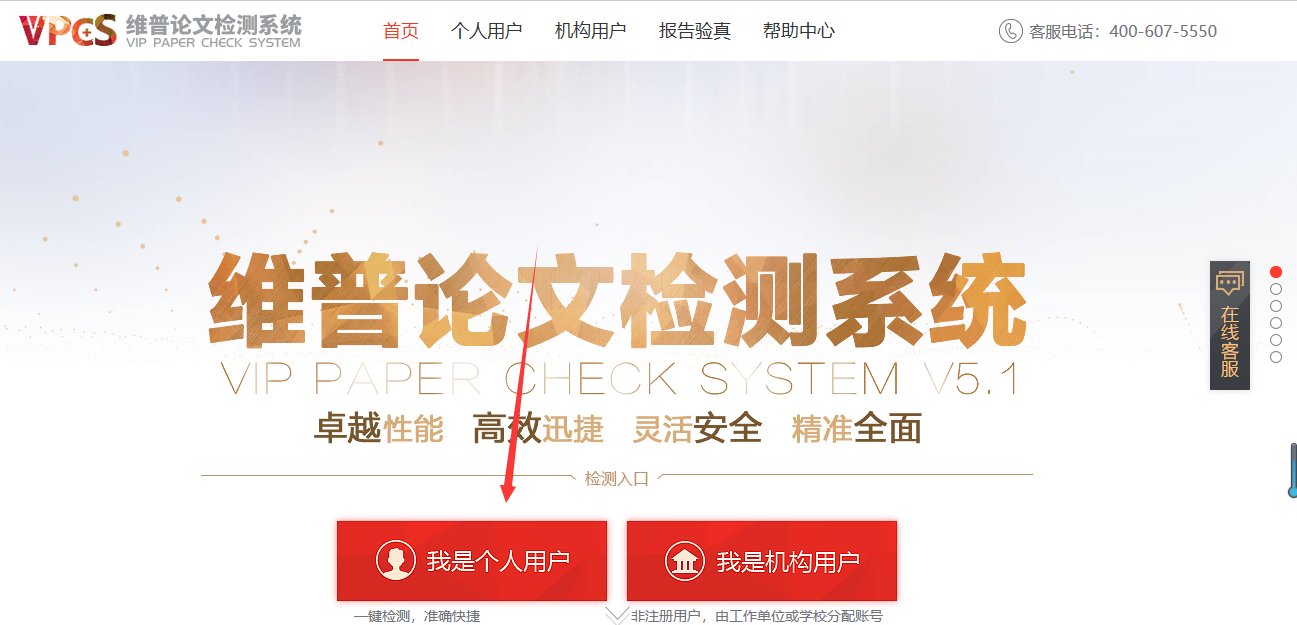 VPCS 维普论文检测系统
VIP PAPER CHECK SYSTEM
首页 个人用户 机构用户 报告验真 帮助中心
客服电话：400-607-5550
维普论文检测系统
VIP PAPER CHECK SYSTEM V5.1
卓越性能 高效迅捷 灵活安全 精准全面
检测入口
我是个人用户
我是机构用户
一键检测，准确快捷
非注册用户，由工作单位或学校分配账号
在线客服